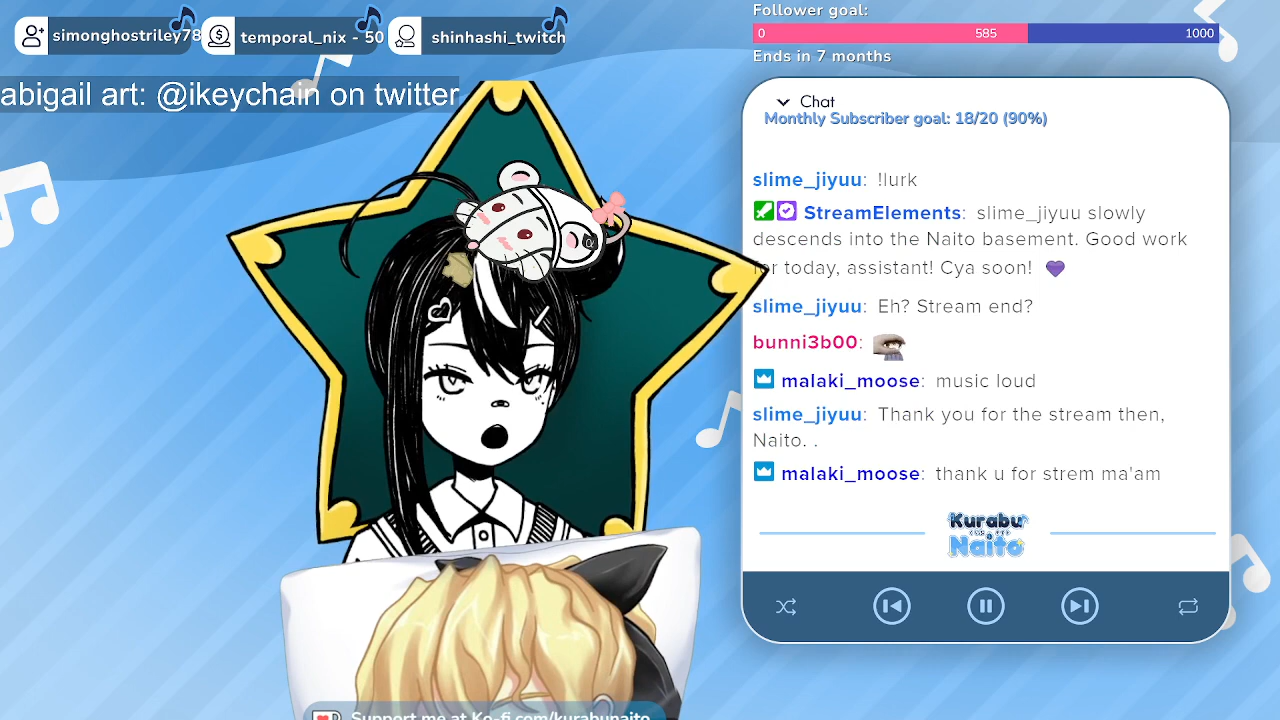 simonghostriley78
temporal_nix - 50
shinhashi_twitch
abigail art: @ikeychain on twitter
Follower goal:
0 585 1000
Ends in 7 months
Chat
Monthly Subscriber goal: 18/20 (90%)
slime_jiyuu: !lurk
StreamElements: slime_jiyuu slowly
descends into the Naito basement. Good work
for today, assistant! Cya soon!
slime_jiyuu: Eh? Stream end?
bunni3b00:
malaki_moose: music loud
slime_jiyuu: Thank you for the stream then,
Naito. .
malaki_moose: thank u for strem ma'am
Kurabu
Naito
Support me at Ko-fi.com/kurabunaito